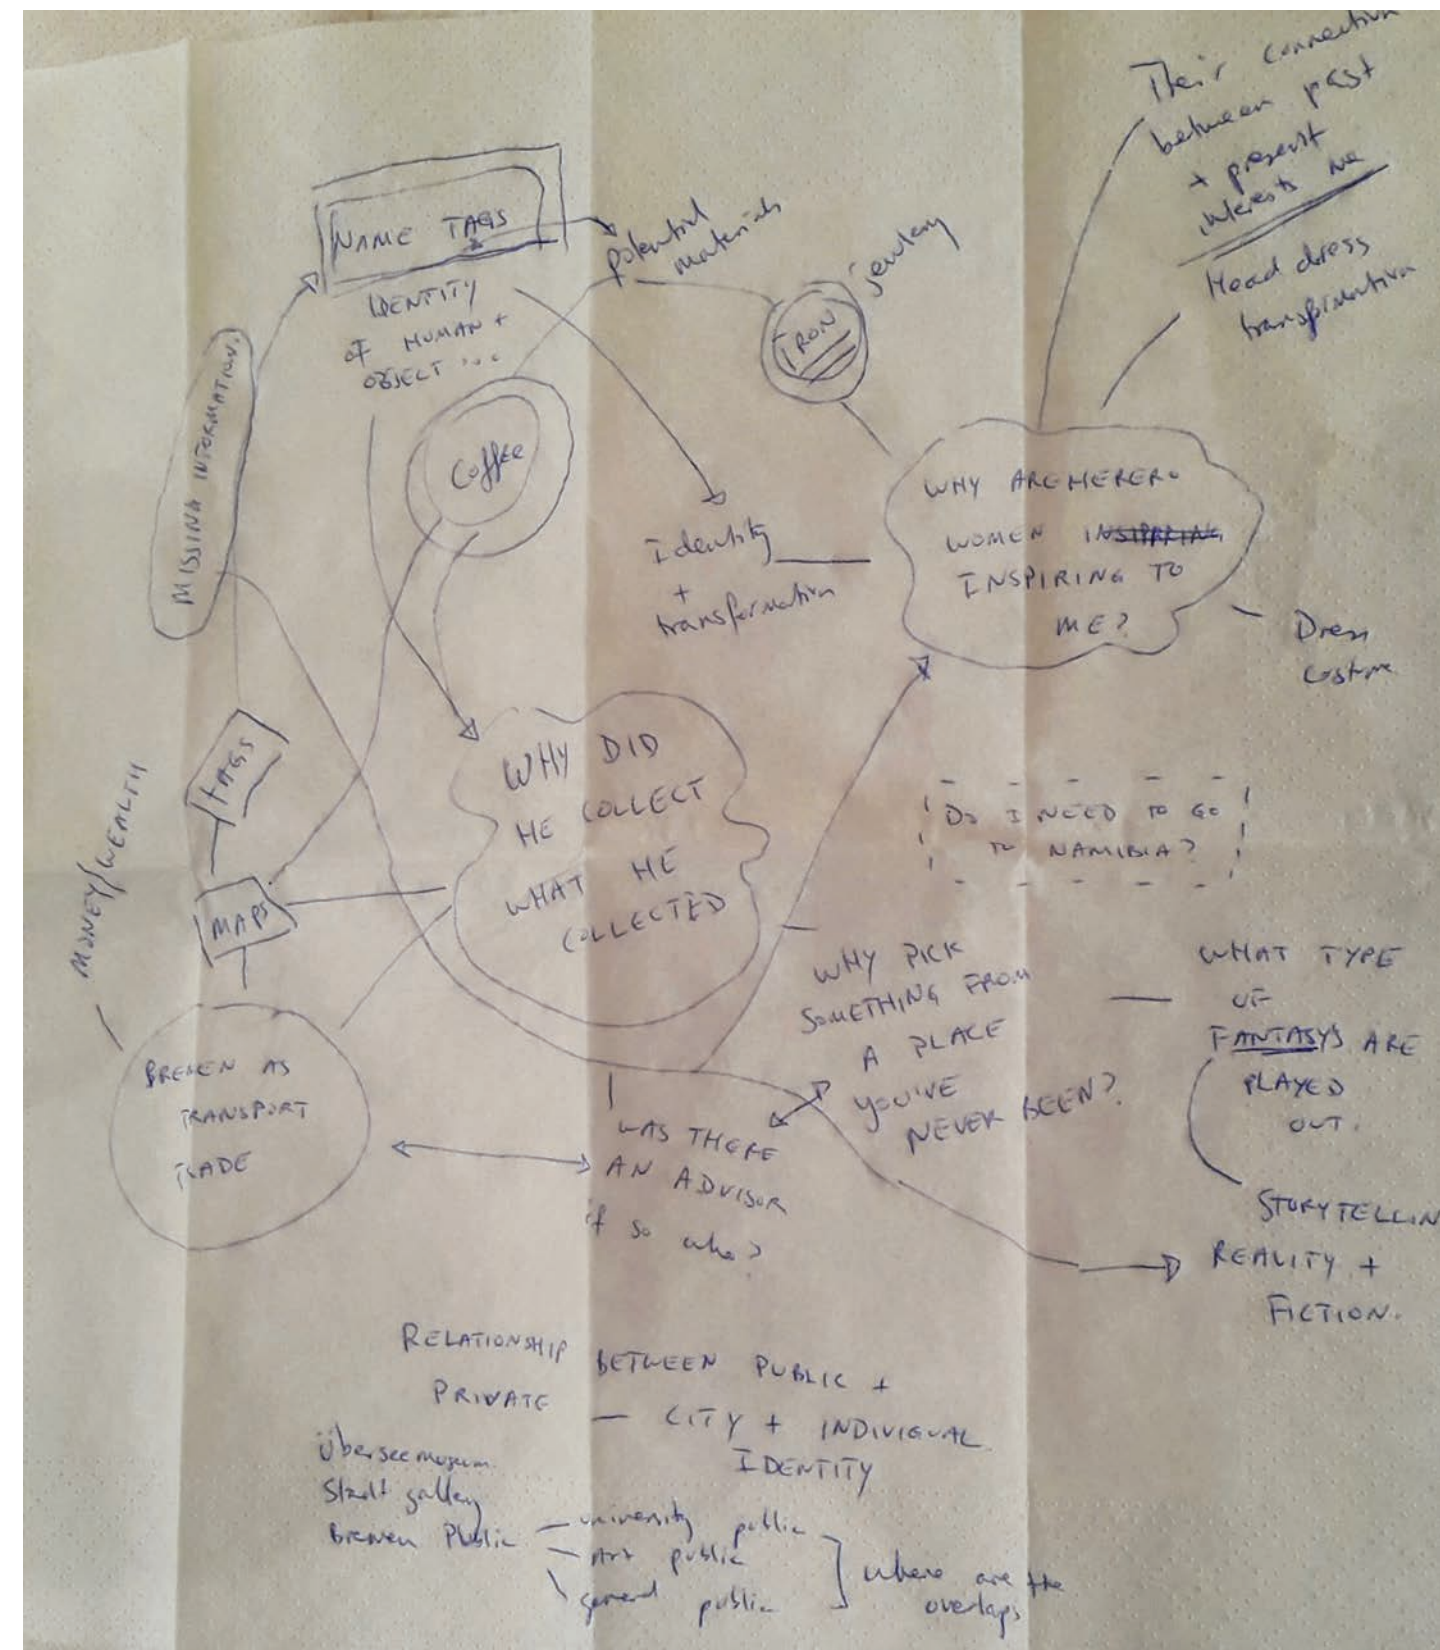 Their connection
between past
+ present
interests me
Head dress
transformation
NAME TAGS
potential
materials
jewlery
IRON
IDENTITY
OF HUMAN +
OBJECT ...
MISSING INFORMATION.
Coffee
Identity
+
transformation
WHY ARE HERERO
WOMEN
INSPIRING TO
ME?
Dress
costume
TAGS
MAPS
MONEY/WEALTH
WHY DID
HE COLLECT
WHAT HE
COLLECTED
DO I NEED TO GO
TO NAMIBIA?
WHY PICK
SOMETHING FROM
A PLACE
YOU'VE
NEVER BEEN?
WHAT TYPE
OF
FANTASYS ARE
PLAYED
OUT.
STORYTELLIN
REALITY +
FICTION.
BREMEN AS
TRANSPORT
TRADE
WAS THERE
AN ADVISOR
if so who?
RELATIONSHIP BETWEEN PUBLIC +
PRIVATE — CITY + INDIVIGUAL
IDENTITY
Überseemuseum
Stadt gallery
Bremen Public — university public
— Art public
general public
where are the
overlaps